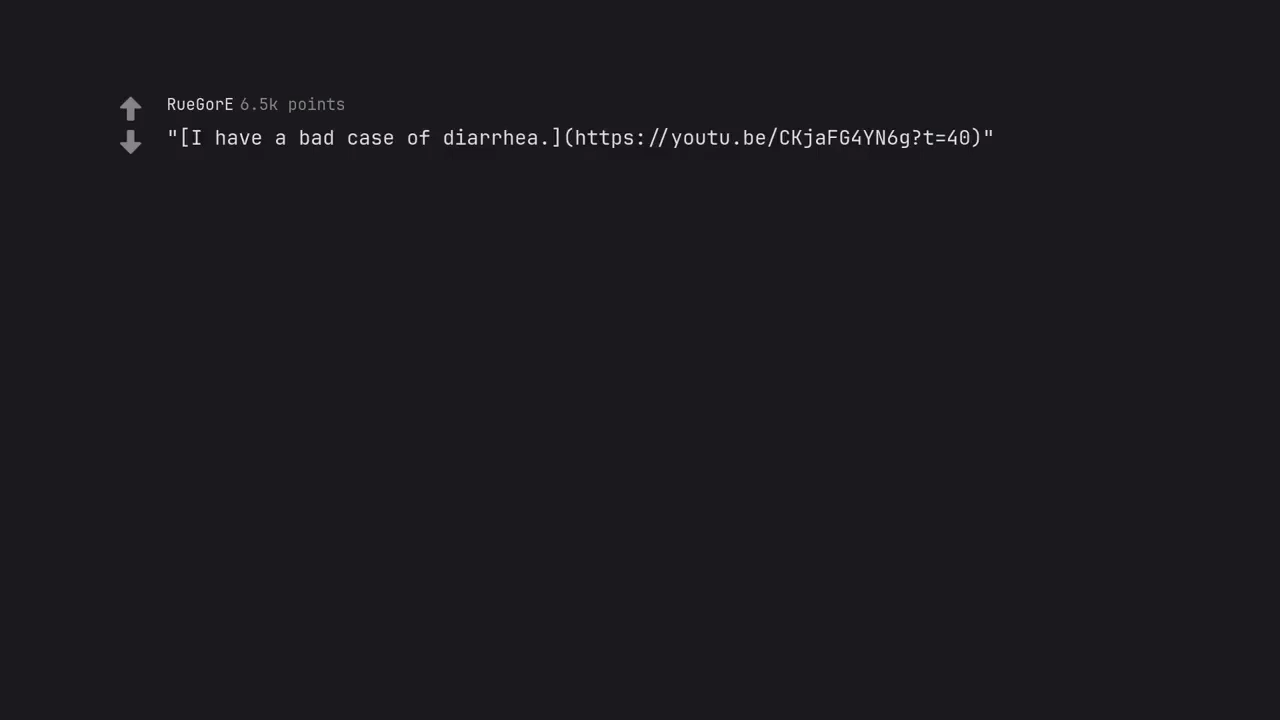 RueGorE 6.5k points
"[I have a bad case of diarrhea.](https://youtu.be/CKjaFG4YN6g?t=40)"